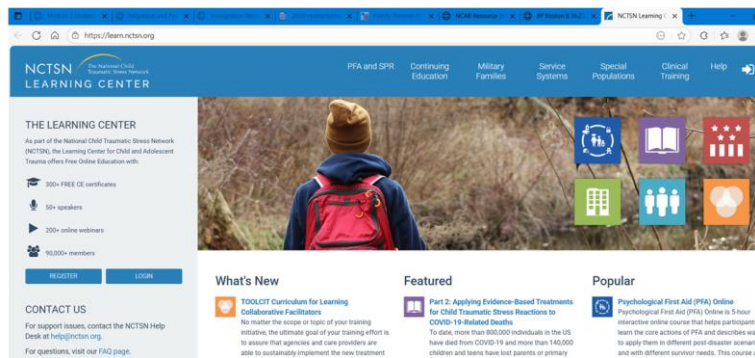 NCTSN Learning C
https://learn.nctsn.org
NCTSN The National Child
Traumatic Stress Network
LEARNING CENTER
PFA and SPR
Continuing
Education
Military
Families
Service
Systems
Special
Populations
Clinical
Training
Help
THE LEARNING CENTER
As part of the National Child Traumatic Stress Network
(NCTSN), the Learning Center for Child and Adolescent
Trauma offers Free Online Education with:
300+ FREE CE certificates
50+ speakers
200+ online webinars
90,000+ members
REGISTER
LOGIN
CONTACT US
For support issues, contact the NCTSN Help
Desk at help@nctsn.org.
For questions, visit our FAQ page.
What's New
TOOLCIT Curriculum for Learning
Collaborative Facilitators
No matter the scope or topic of your training
initiative, the ultimate goal of your training effort is
to assure that agencies and care providers are
able to sustainably implement the new treatment
Featured
Part 2: Applying Evidence-Based Treatments
for Child Traumatic Stress Reactions to
COVID-19-Related Deaths
To date, more than 800,000 individuals in the US
have died from COVID-19 and more than 140,000
children and teens have lost parents or primary
Popular
Psychological First Aid (PFA) Online
Psychological First Aid (PFA) Online is 5-hour
interactive online course that helps participants
learn the core actions of PFA and describes wa
to apply them in different post-disaster scenari
and with different survivor needs. This course